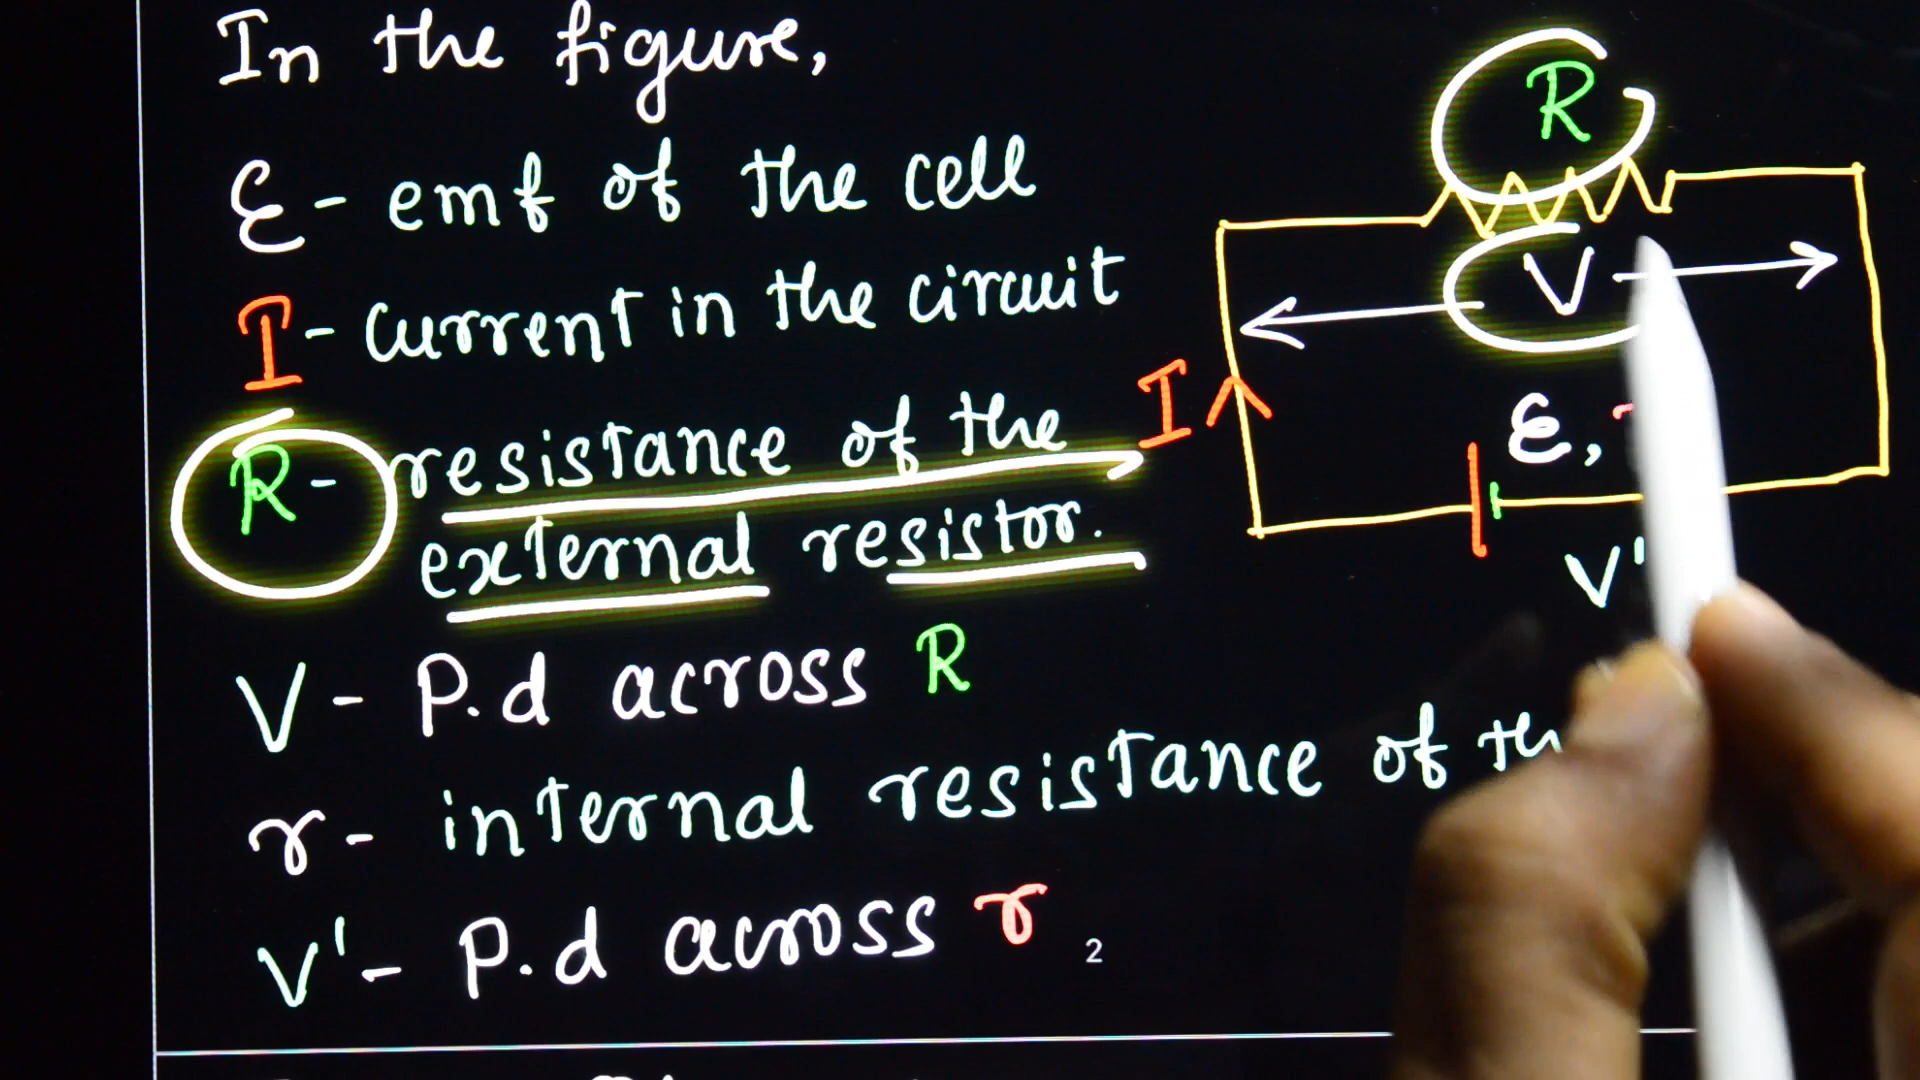 In the figure,
Ɛ - emf of the cell
I - Current in the circuit
R - resistance of the
external resistor.
V - P.d across R
r - internal resistance of
V' - P.d across r
2
R
V
I
Ɛ,
V'